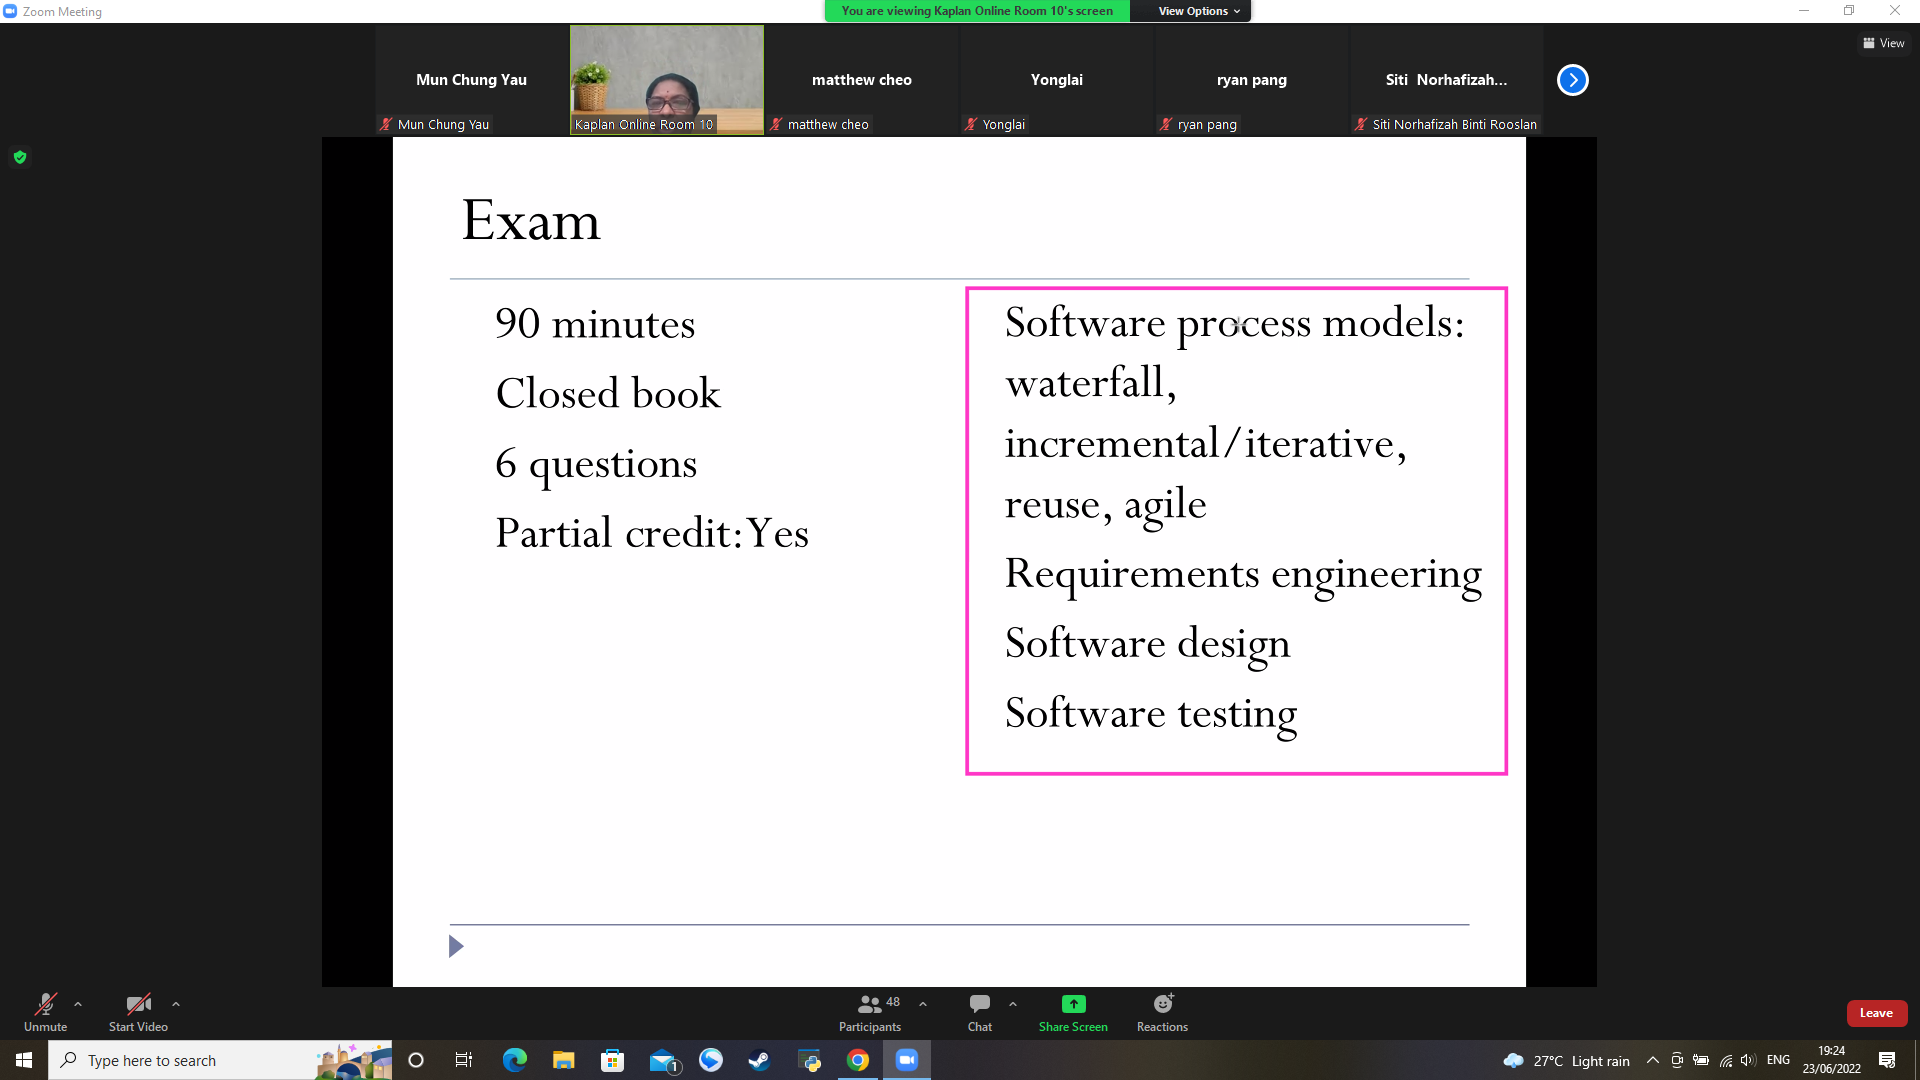 Zoom Meeting
You are viewing Kaplan Online Room 10's screen
View Options
View
Mun Chung Yau
matthew cheo
Yonglai
ryan pang
Siti Norhafizah...
Mun Chung Yau
Kaplan Online Room 10
matthew cheo
Yonglai
ryan pang
Siti Norhafizah Binti Rooslan
Exam
90 minutes
Closed book
6 questions
Partial credit: Yes
Software process models:
waterfall,
incremental/iterative,
reuse, agile
Requirements engineering
Software design
Software testing
Unmute
Start Video
48
Participants
Chat
Share Screen
Reactions
Leave
Type here to search
1
27°C Light rain
ENG
19:24
23/06/2022